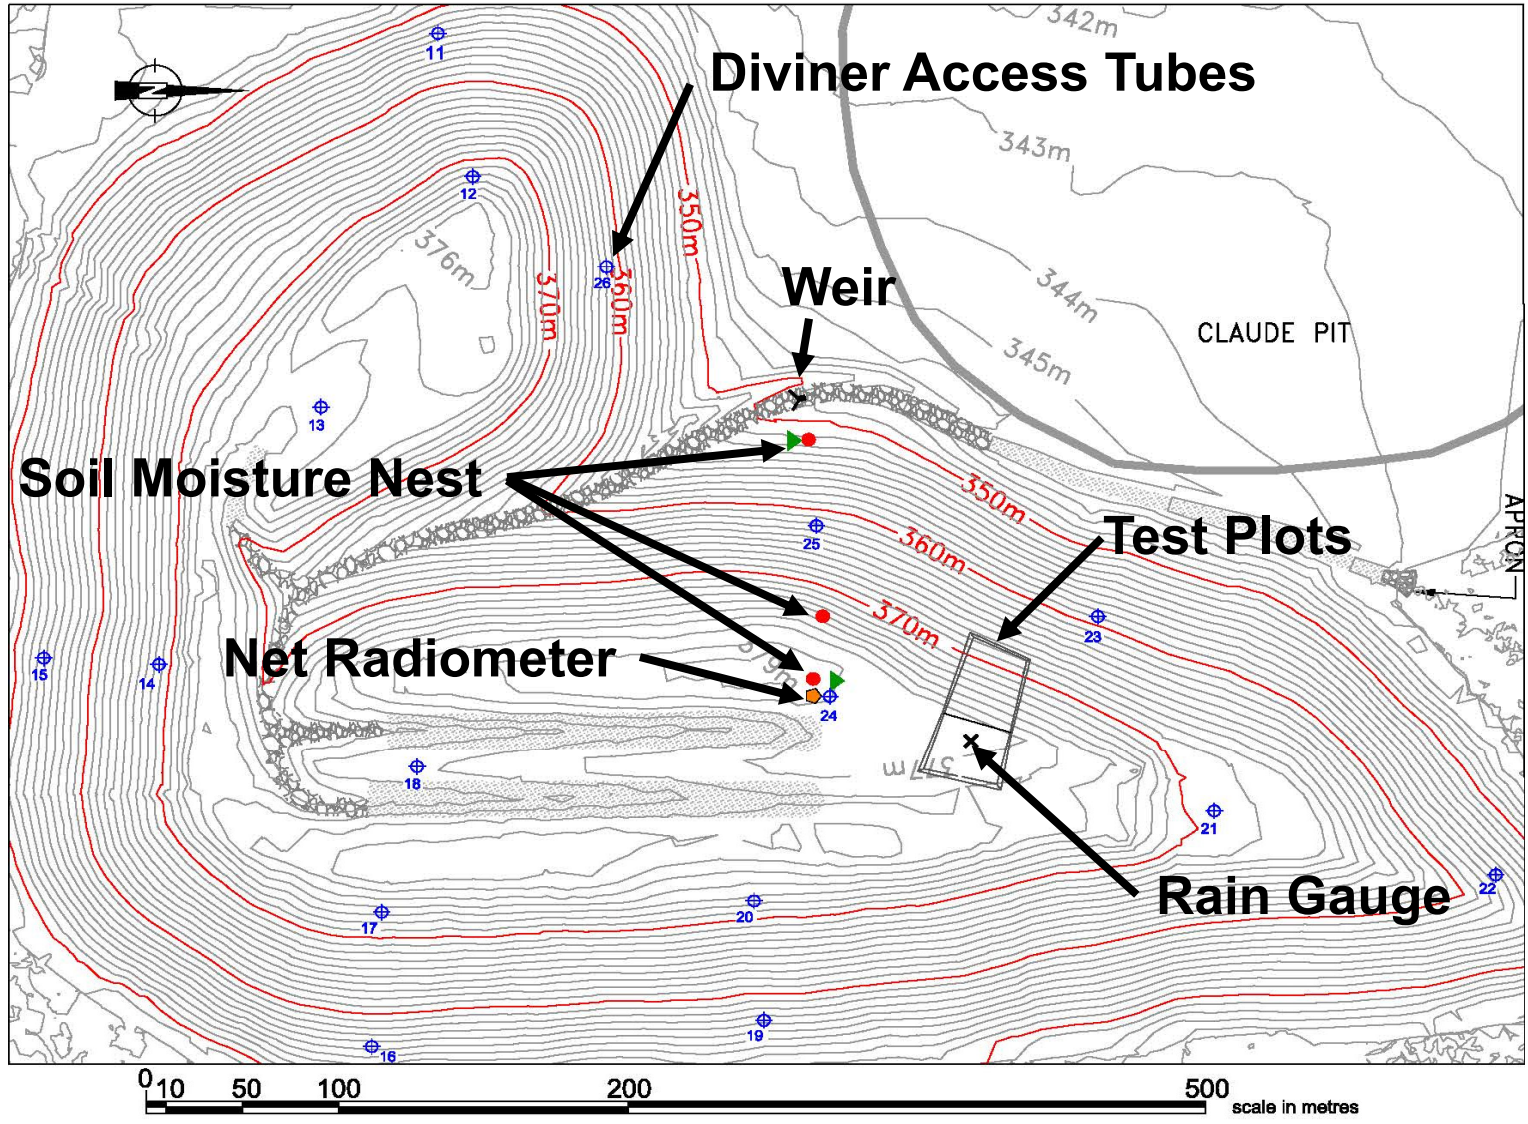 342m
11
Diviner Access Tubes
N
343m
12
350m
376m
26
360m
370m
Weir
344m
CLAUDE PIT
345m
13
Soil Moisture Nest
350m
APRON
25
360m
Test Plots
370m
23
15
14
Net Radiometer
379m
24
377m
18
21
22
Rain Gauge
17
20
19
16
0 10 50 100 200 500
scale in metres